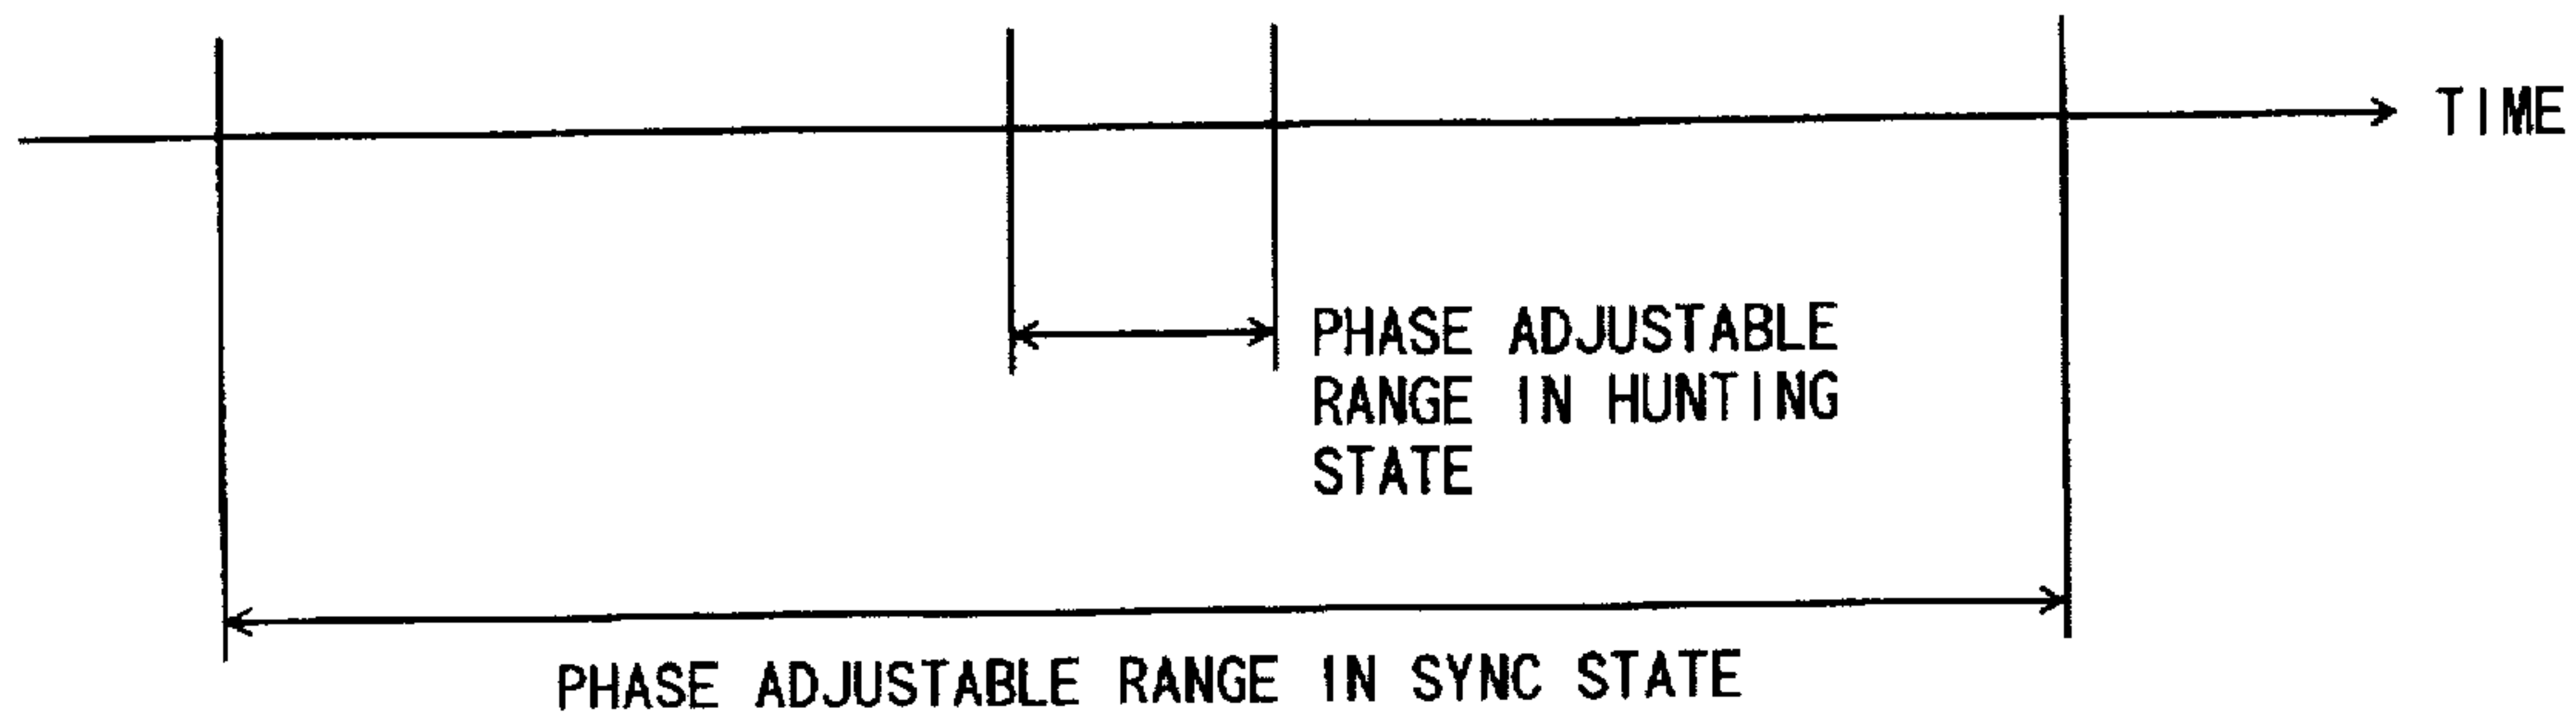 TIME
PHASE ADJUSTABLE
RANGE IN HUNTING
STATE
PHASE ADJUSTABLE RANGE IN SYNC STATE